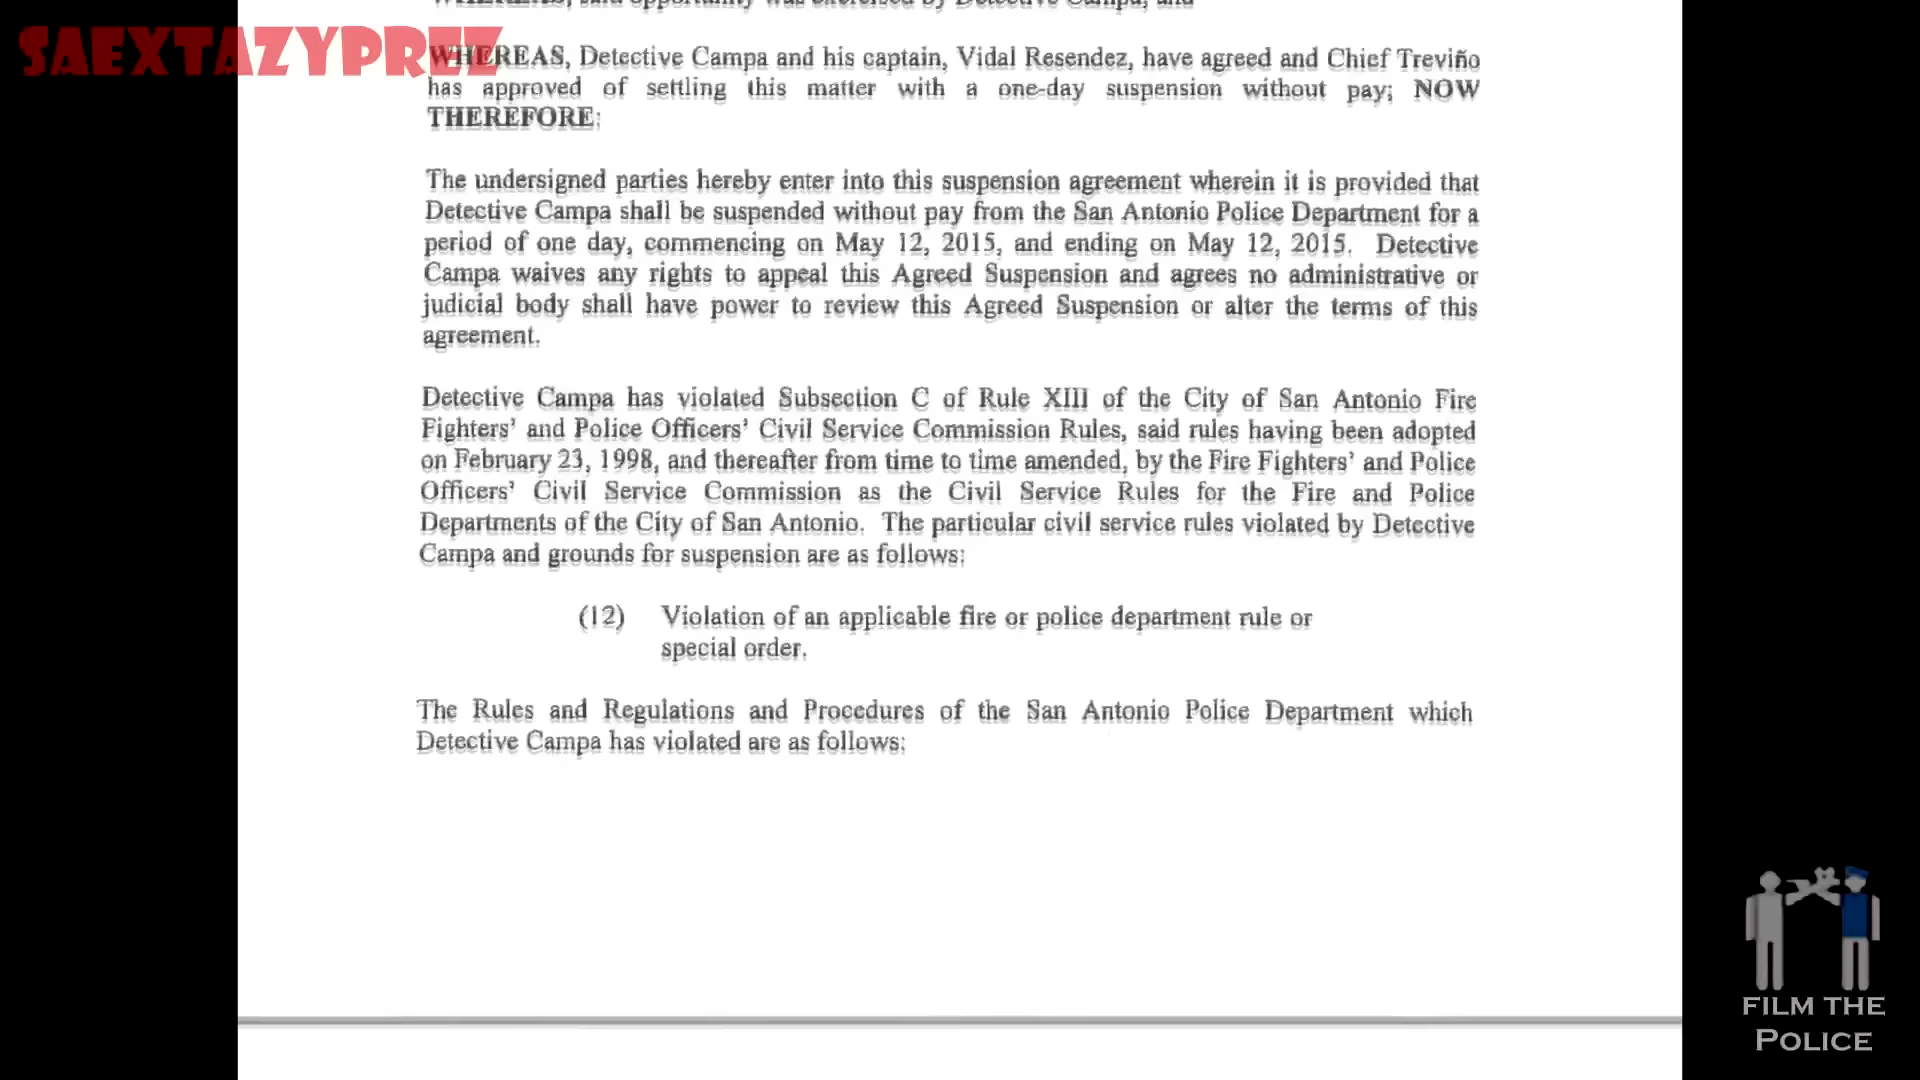 WHEREAS, said opportunity was exercised by Detective Campa; and
SAEXTAZYPREZ
WHEREAS, Detective Campa and his captain, Vidal Resendez, have agreed and Chief Treviño
has approved of settling this matter with a one-day suspension without pay; NOW
THEREFORE:
The undersigned parties hereby enter into this suspension agreement wherein it is provided that
Detective Campa shall be suspended without pay from the San Antonio Police Department for a
period of one day, commencing on May 12, 2015, and ending on May 12, 2015. Detective
Campa waives any rights to appeal this Agreed Suspension and agrees no administrative or
judicial body shall have power to review this Agreed Suspension or alter the terms of this
agreement.
Detective Campa has violated Subsection C of Rule XIII of the City of San Antonio Fire
Fighters' and Police Officers' Civil Service Commission Rules, said rules having been adopted
on February 23, 1998, and thereafter from time to time amended, by the Fire Fighters' and Police
Officers' Civil Service Commission as the Civil Service Rules for the Fire and Police
Departments of the City of San Antonio. The particular civil service rules violated by Detective
Campa and grounds for suspension are as follows:
(12) Violation of an applicable fire or police department rule or
special order.
The Rules and Regulations and Procedures of the San Antonio Police Department which
Detective Campa has violated are as follows:
FILM THE
POLICE